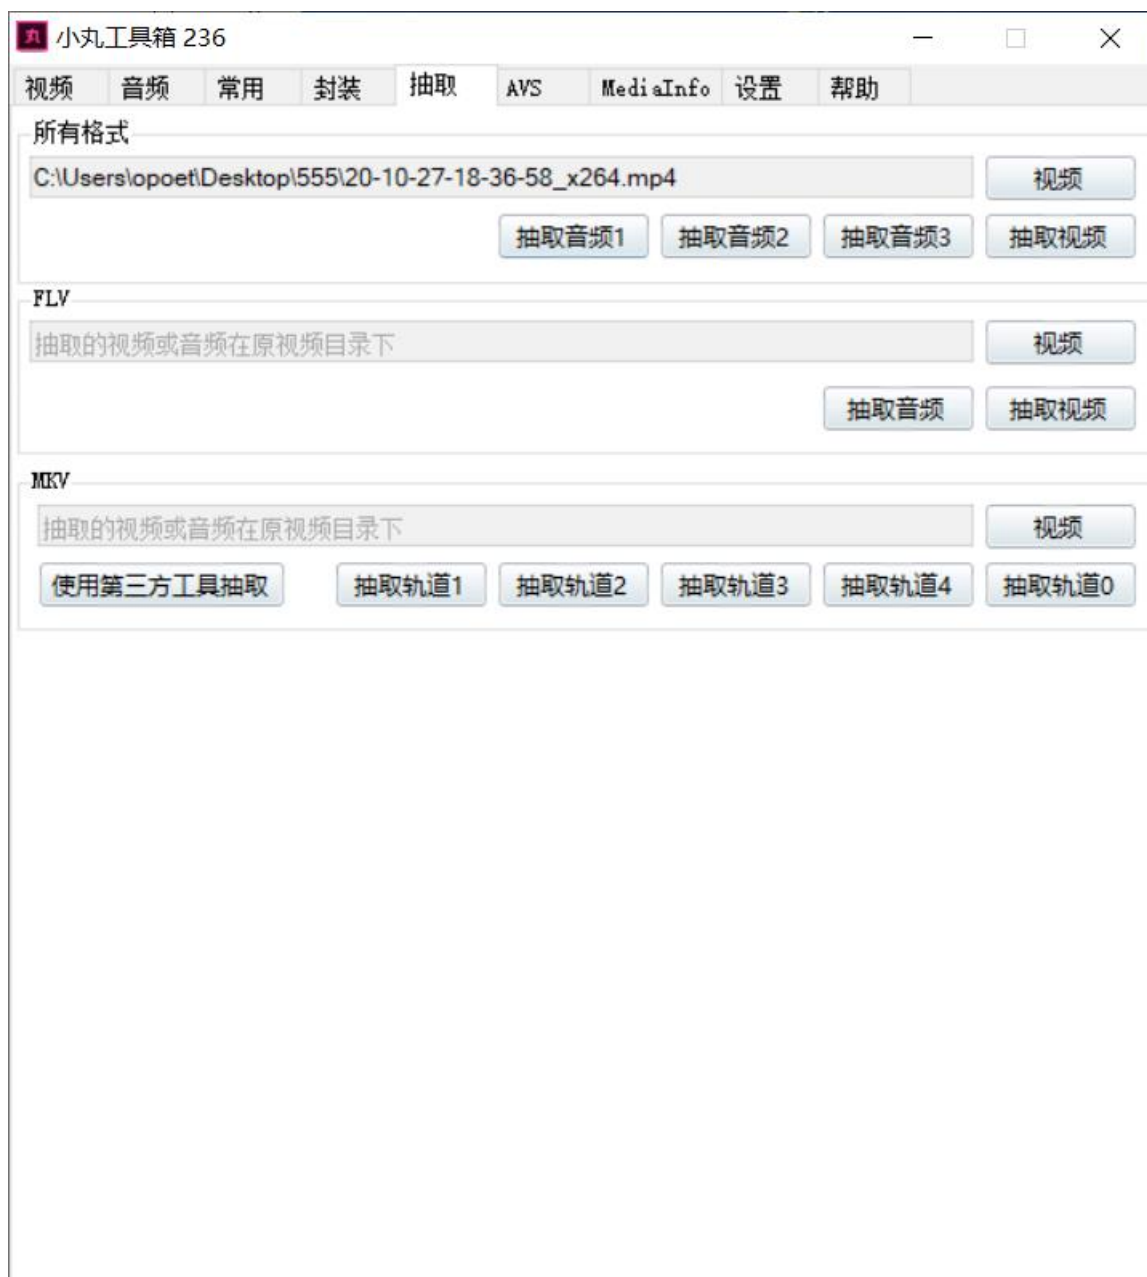 小丸工具箱 236
视频 音频 常用 封装 抽取 AVS MediaInfo 设置 帮助
所有格式
C:\Users\opoet\Desktop\555\20-10-27-18-36-58_x264.mp4 视频
抽取音频1 抽取音频2 抽取音频3 抽取视频
FLV
抽取的视频或音频在原视频目录下 视频
抽取音频 抽取视频
MKV
抽取的视频或音频在原视频目录下 视频
使用第三方工具抽取 抽取轨道1 抽取轨道2 抽取轨道3 抽取轨道4 抽取轨道0